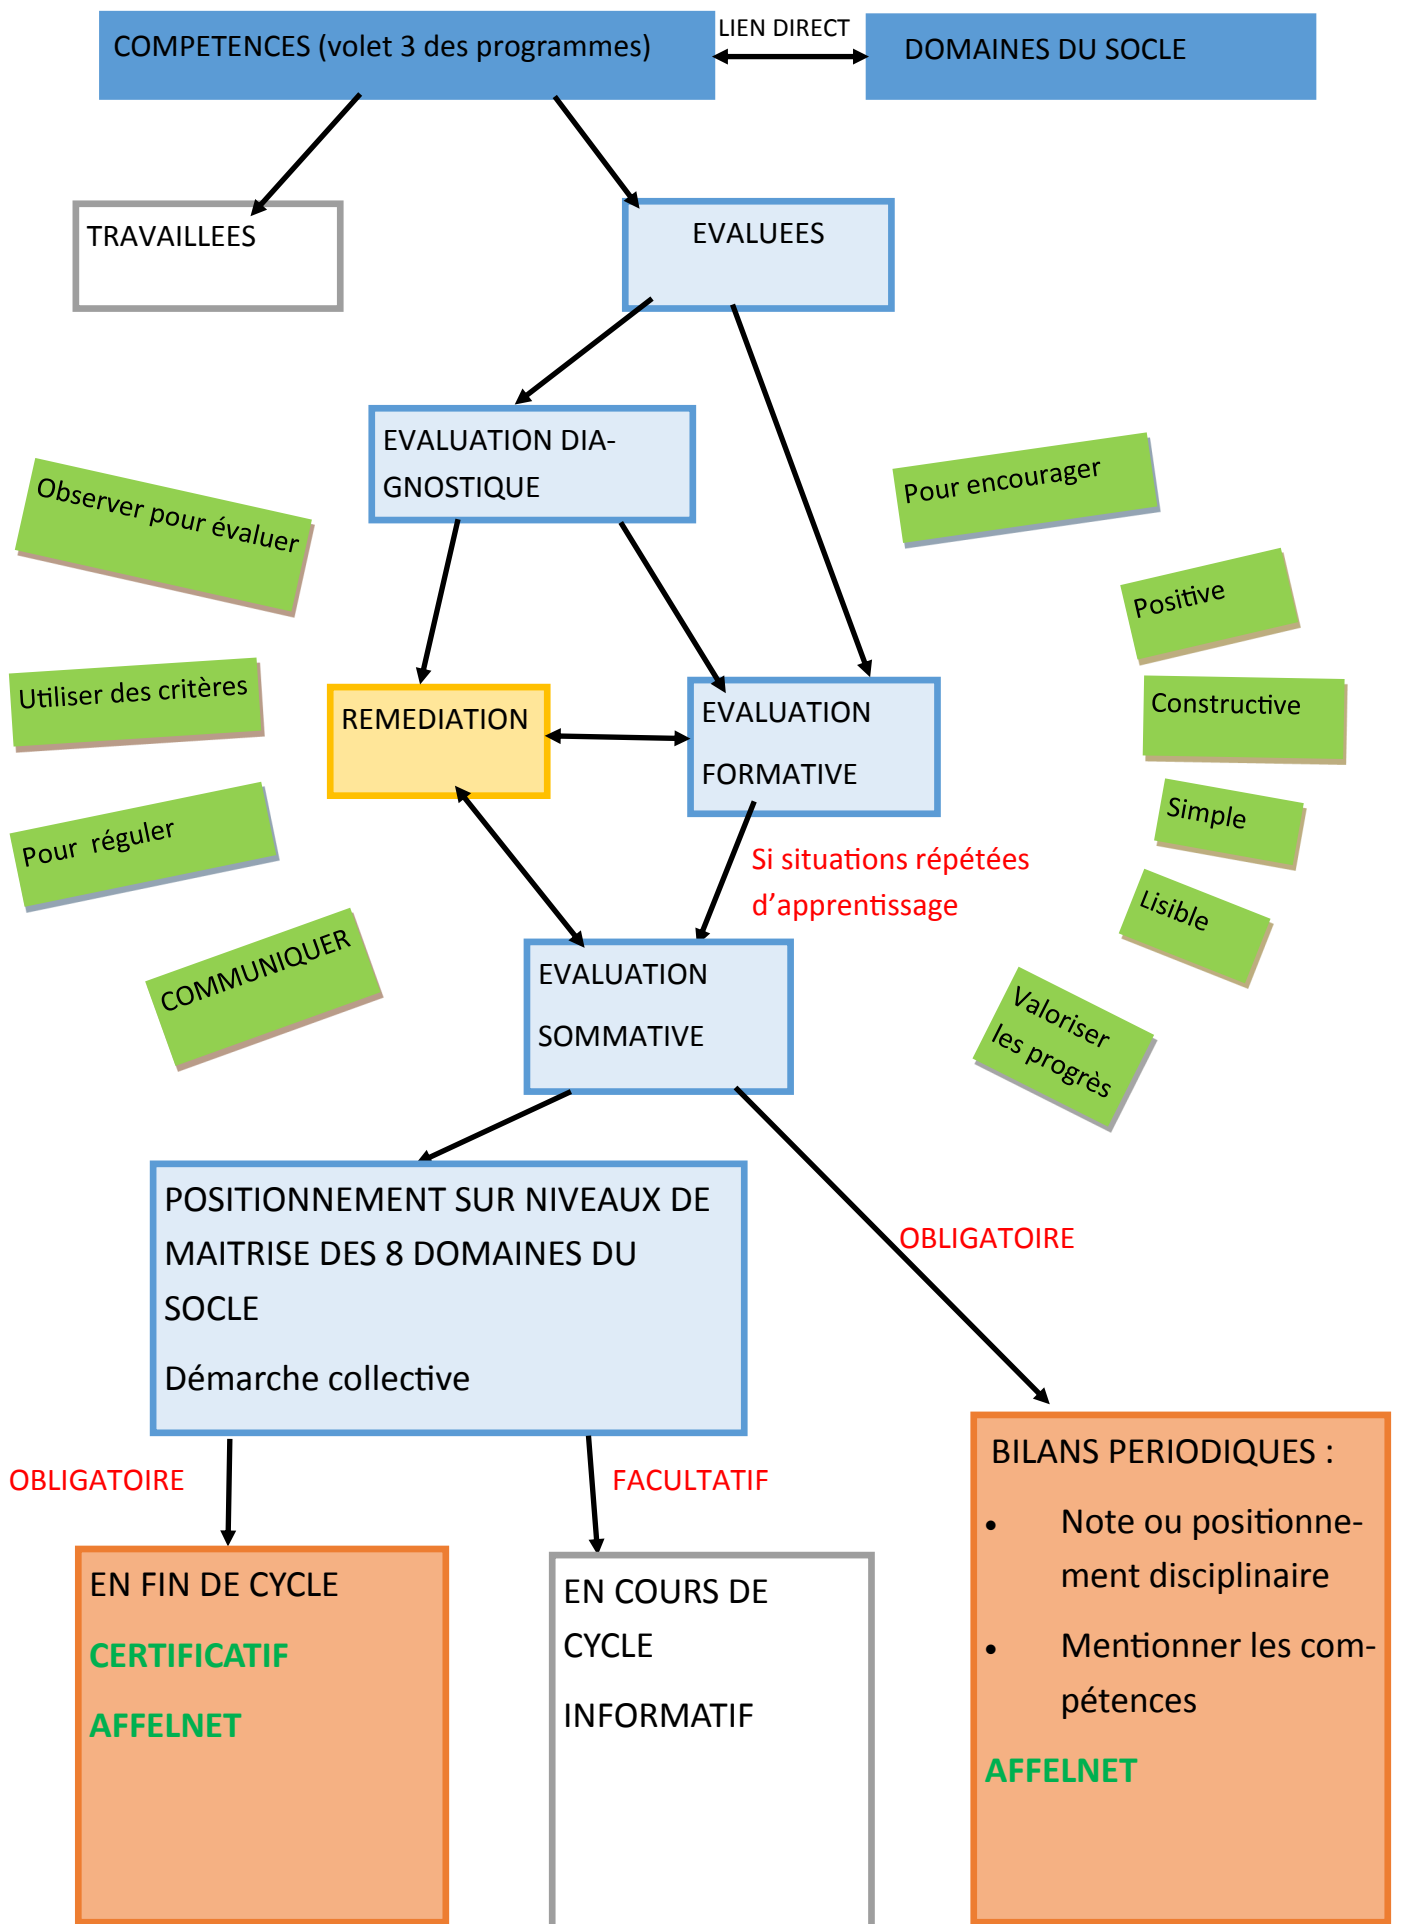 COMPETENCES (volet 3 des programmes)
LIEN DIRECT
DOMAINES DU SOCLE
TRAVAILLEES
EVALUEES
EVALUATION DIA-
GNOSTIQUE
Observer pour évaluer
Pour encourager
Positive
Utiliser des critères
REMEDIATION
EVALUATION
FORMATIVE
Constructive
Pour  réguler
Simple
Si situations répétées
d’apprentissage
Lisible
COMMUNIQUER
EVALUATION
SOMMATIVE
Valoriser
les progrès
POSITIONNEMENT SUR NIVEAUX DE
MAITRISE DES 8 DOMAINES DU
SOCLE
Démarche collective
OBLIGATOIRE
OBLIGATOIRE
FACULTATIF
EN FIN DE CYCLE
CERTIFICATIF
AFFELNET
EN COURS DE
CYCLE
INFORMATIF
BILANS PERIODIQUES :
• Note ou positionne-
ment disciplinaire
• Mentionner les com-
pétences
AFFELNET